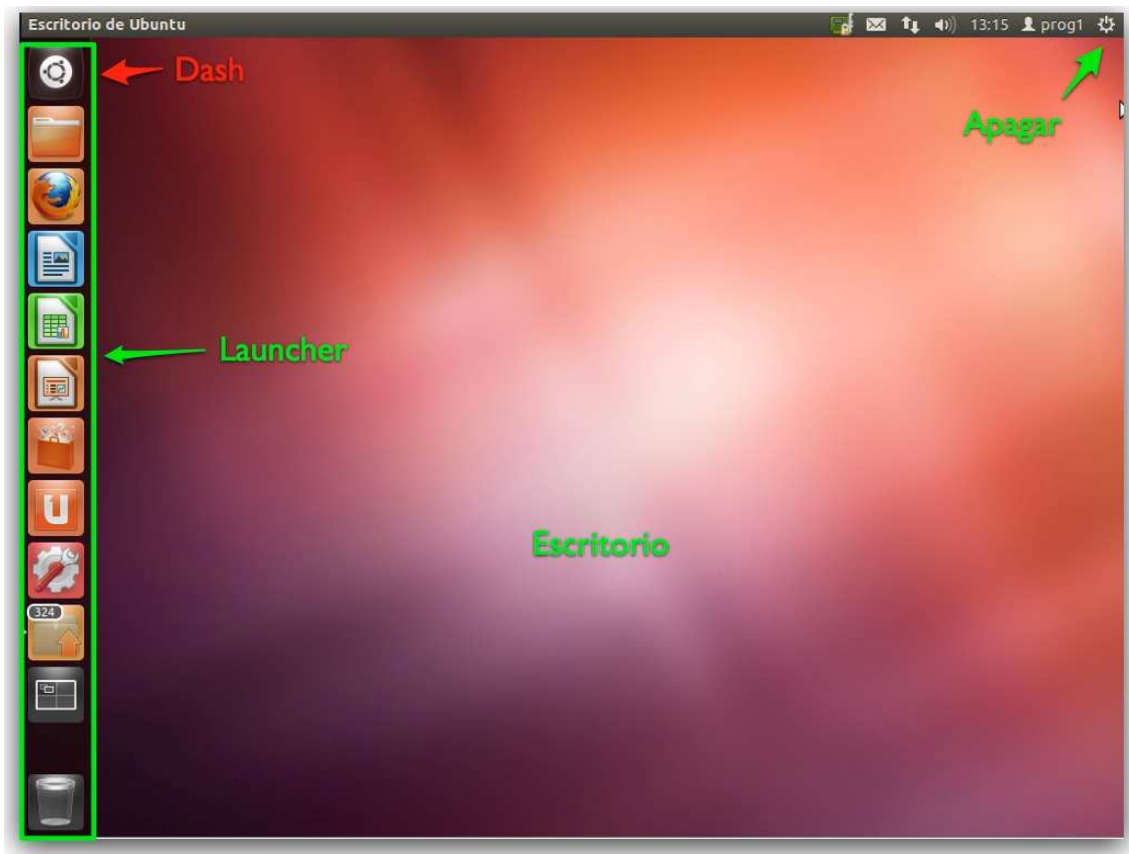 Escritorio de Ubuntu
13:15 prog1
Dash
Apagar
Launcher
Escritorio
U
324